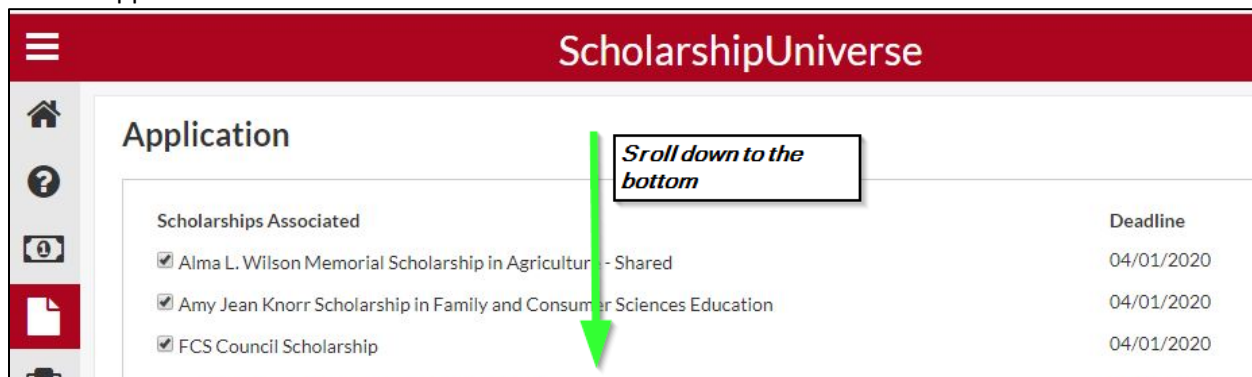 ScholarshipUniverse
Application
Sroll down to the
bottom
Scholarships Associated Deadline
Alma L. Wilson Memorial Scholarship in Agriculture - Shared 04/01/2020
Amy Jean Knorr Scholarship in Family and Consumer Sciences Education 04/01/2020
FCS Council Scholarship 04/01/2020